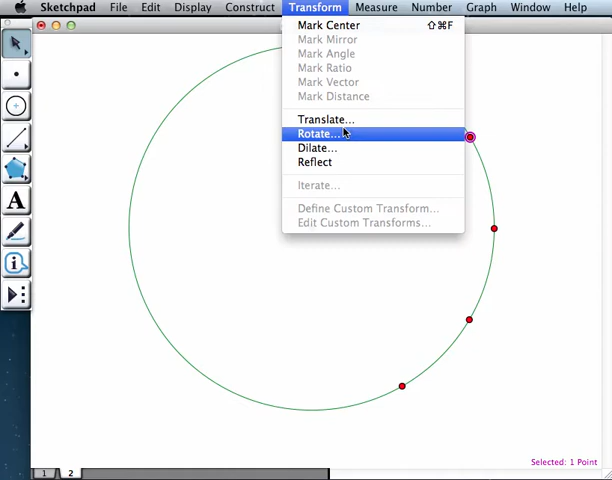 Sketchpad File Edit Display Construct Transform Measure Number Graph Window Help
Mark Center ⇧⌘F
Mark Mirror
Mark Angle
Mark Ratio
Mark Vector
Mark Distance
Translate...
Rotate...
Dilate...
Reflect
Iterate...
Define Custom Transform...
Edit Custom Transforms...
A
i
Selected: 1 Point
1 2